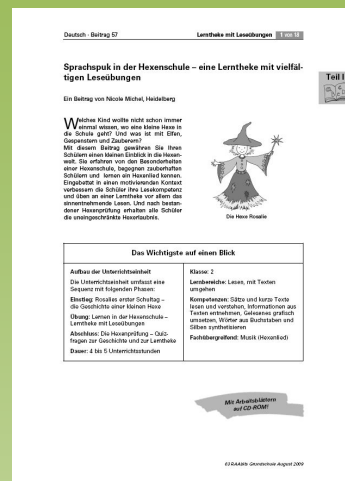 Deutsch · Beitrag 57
Lerntheke mit Leseübungen 1 von 18
Sprachspuk in der Hexenschule – eine Lerntheke mit vielfäl-
tigen Leseübungen
Teil I
Ein Beitrag von Nicole Michel, Heidelberg
Welches Kind wollte nicht schon immer
einmal wissen, wo eine kleine Hexe in
die Schule geht? Und was ist mit Elfen,
Gespenstern und Zauberern?
Mit diesem Beitrag gewähren Sie Ihren
Schülern einen kleinen Einblick in die Hexen-
welt. Sie erfahren von den Besonderheiten
einer Hexenschule, begegnen zauberhaften
Schülern und lernen ein Hexenlied kennen.
Eingebettet in einen motivierenden Kontext
verbessern die Schüler ihre Lesekompetenz
und üben an einer Lerntheke vor allem das
sinnentnehmende Lesen. Und nach bestan-
dener Hexenprüfung erhalten alle Schüler
die uneingeschränkte Hexerlaubnis.
Die Hexe Rosalie
Das Wichtigste auf einen Blick
Aufbau der Unterrichtseinheit
Die Unterrichtseinheit umfasst eine
Sequenz mit folgenden Phasen:
Einstieg: Rosalies erster Schultag –
die Geschichte einer kleinen Hexe
Übung: Lernen in der Hexenschule –
Lerntheke mit Leseübungen
Abschluss: Die Hexenprüfung – Quiz-
fragen zur Geschichte und zur Lerntheke
Dauer: 4 bis 5 Unterrichtsstunden
Klasse: 2
Lernbereiche: Lesen, mit Texten
umgehen
Kompetenzen: Sätze und kurze Texte
lesen und verstehen, Informationen aus
Texten entnehmen, Gelesenes grafisch
umsetzen, Wörter aus Buchstaben und
Silben synthetisieren
Fachübergreifend: Musik (Hexenlied)
Mit Arbeitsblättern
auf CD-ROM!
63 RAAbits Grundschule August 2009